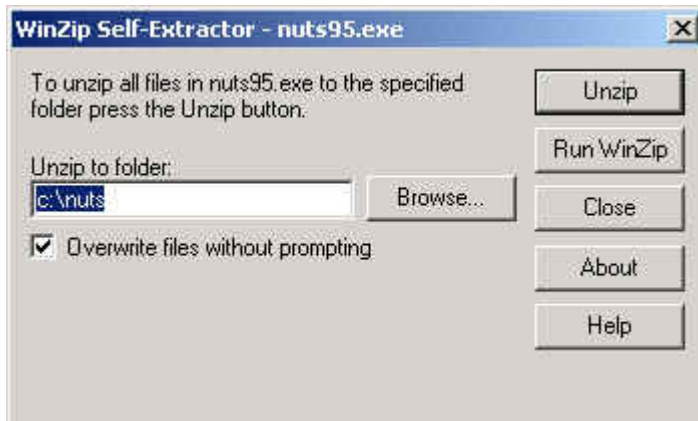 WinZip Self-Extractor - nuts95.exe
To unzip all files in nuts95.exe to the specified
folder press the Unzip button.
Unzip to folder:
c:\nuts
Browse...
Overwrite files without prompting
Unzip
Run WinZip
Close
About
Help